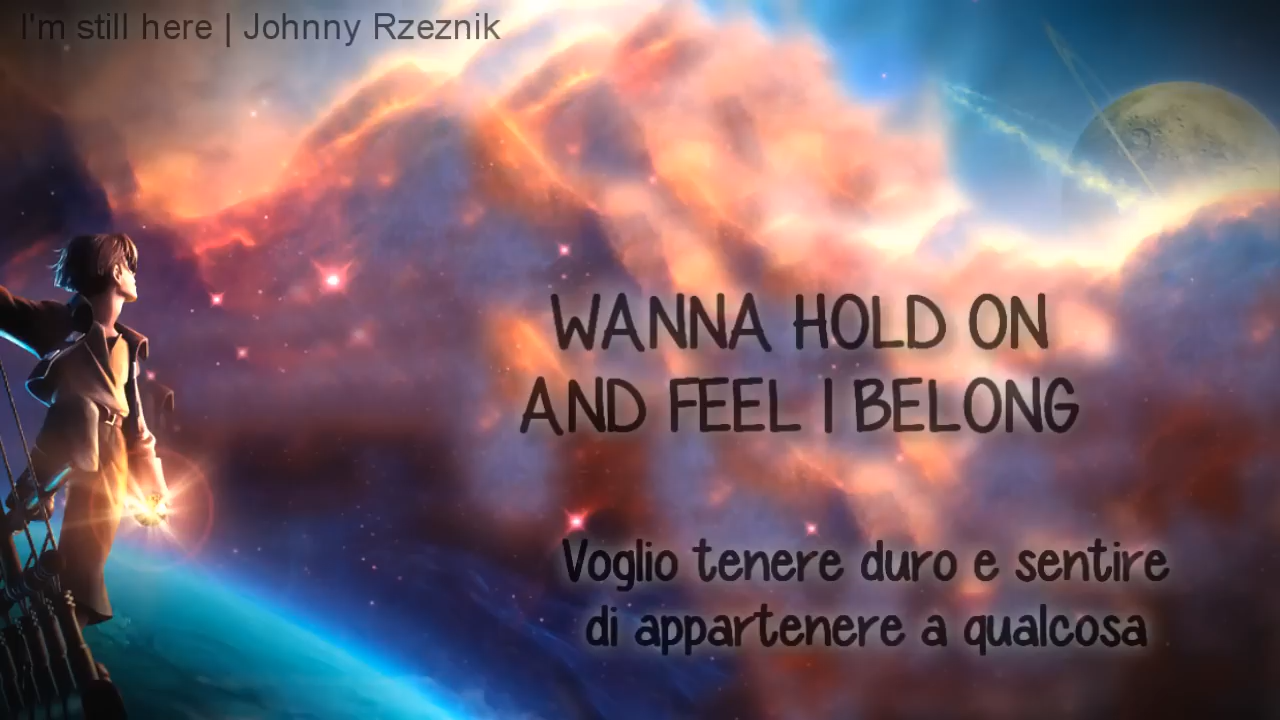 I'm still here | Johnny Rzeznik
WANNA HOLD ON
AND FEEL I BELONG
Voglio tenere duro e sentire
di appartenere a qualcosa